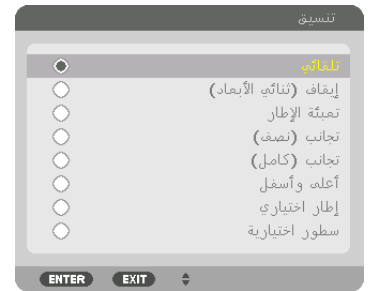 تنسيق
تلقائي
إيقاف (ثنائي الأبعاد)
تعبئة الإطار
تجانب (نصف)
تجانب (كامل)
أعلى وأسفل
إطار اختياري
سطور اختيارية
ENTER EXIT